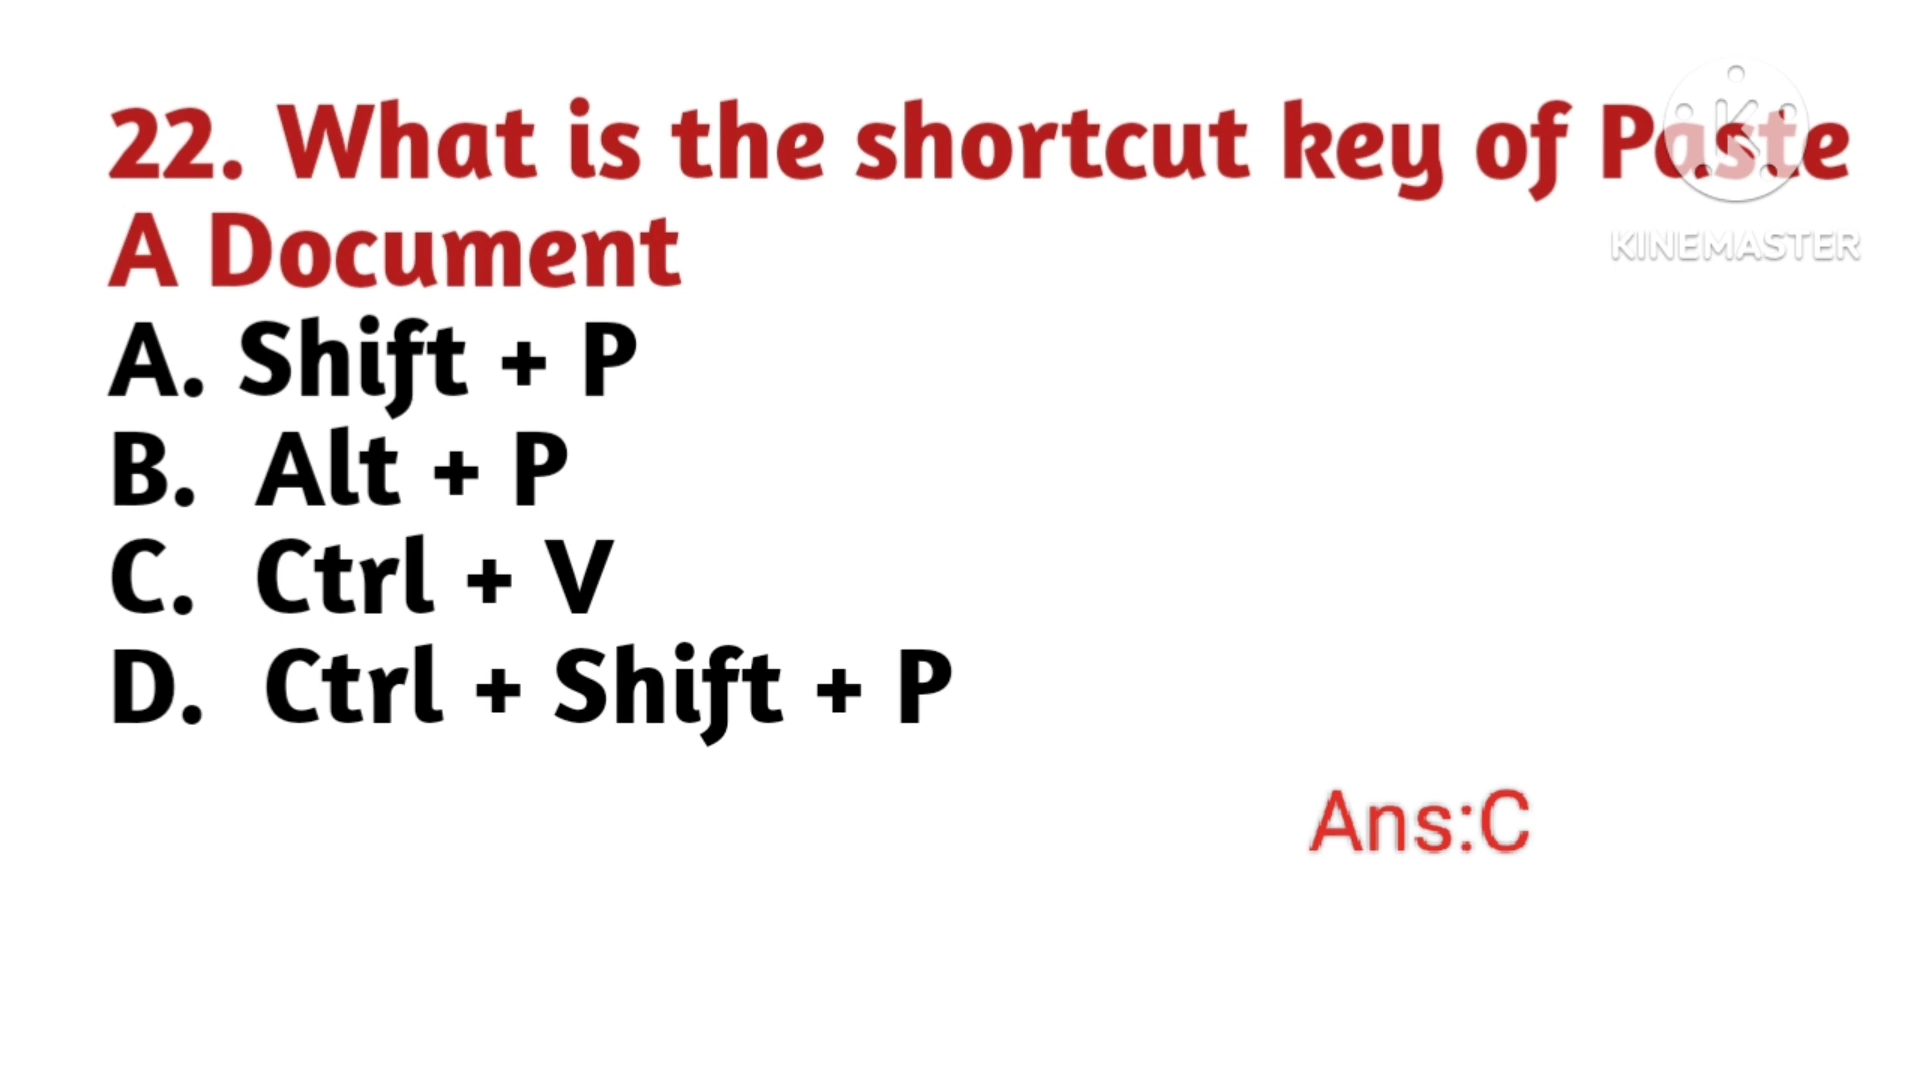 22. What is the shortcut key of Paste
A Document
A. Shift + P
B. Alt + P
C. Ctrl + V
D. Ctrl + Shift + P
Ans:C
K
KINEMASTER